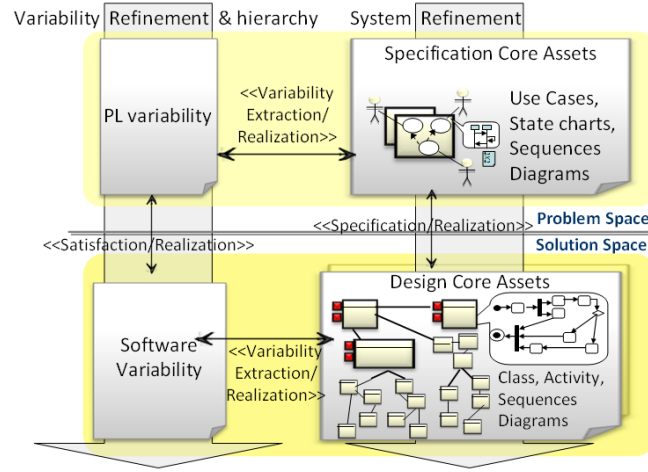 Variability Refinement & hierarchy
System Refinement
Specification Core Assets
<<Variability
Extraction/
Realization>>
PL variability
Use Cases,
State charts,
Sequences
Diagrams
<<Specification/Realization>>
Problem Space
<<Satisfaction/Realization>>
Solution Space
Design Core Assets
Software
Variability
<<Variability
Extraction/
Realization>>
Class, Activity,
Sequences
Diagrams